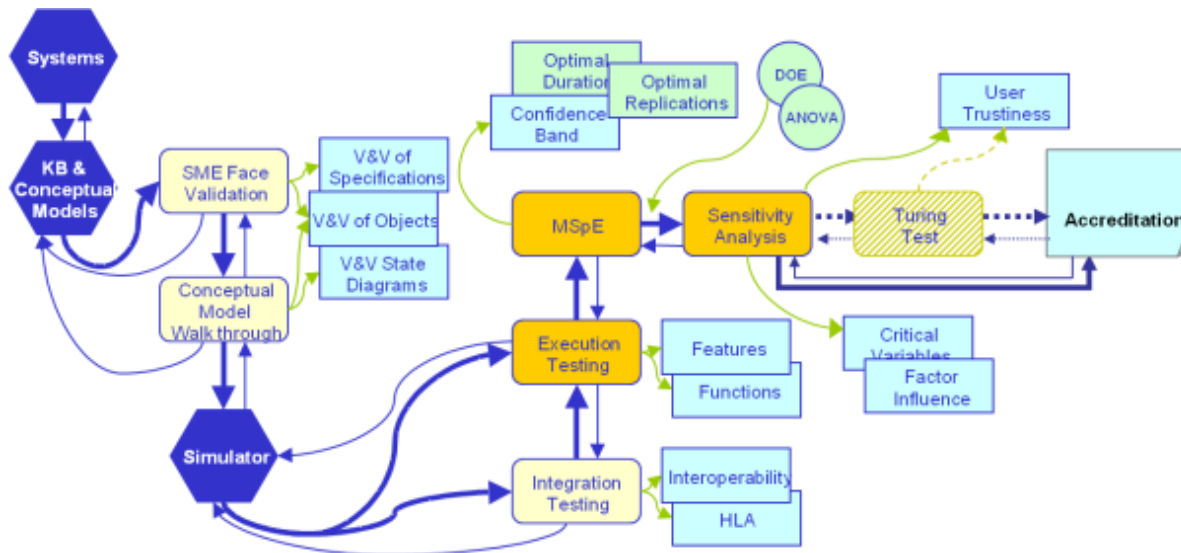 Systems
KB &
Conceptual
Models
SME Face
Validation
V&V of
Specifications
V&V of Objects
V&V State
Diagrams
Conceptual
Model
Walk through
Simulator
Optimal
Duration
Optimal
Replications
Confidence
Band
DOE
ANOVA
User
Trustiness
MSpE
Sensitivity
Analysis
Turing
Test
Accreditation
Execution
Testing
Features
Functions
Critical
Variables
Factor
Influence
Integration
Testing
Interoperability
HLA